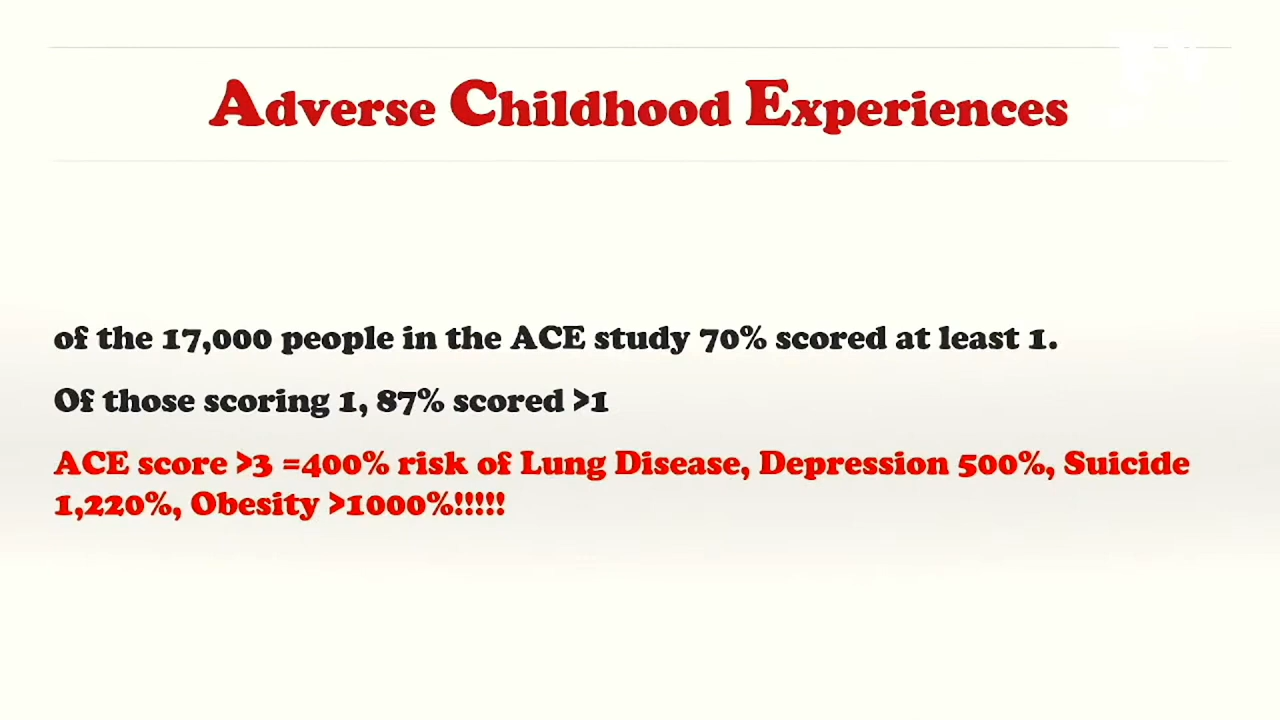 Adverse Childhood Experiences
of the 17,000 people in the ACE study 70% scored at least 1.
Of those scoring 1, 87% scored >1
ACE score >3 =400% risk of Lung Disease, Depression 500%, Suicide
1,220%, Obesity >1000%!!!!!